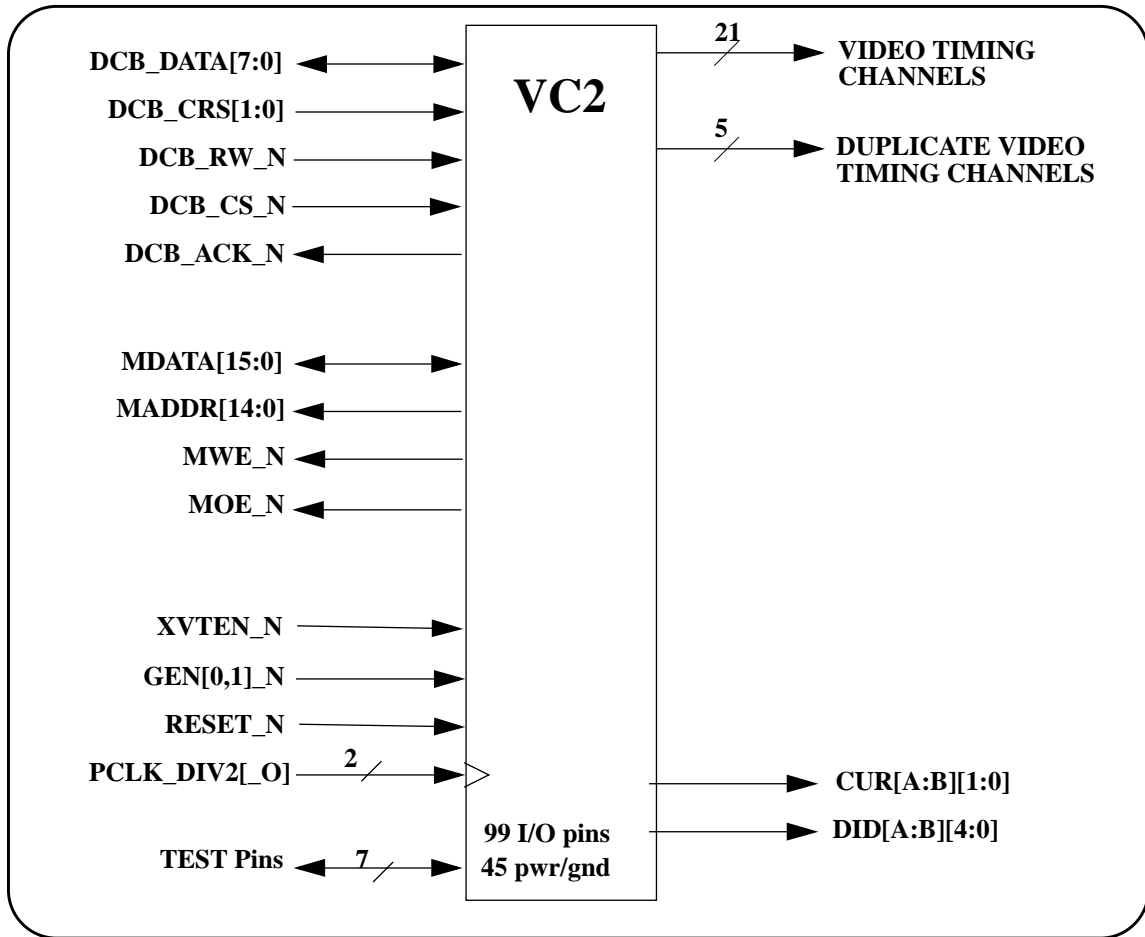 DCB_DATA[7:0]
DCB_CRS[1:0]
DCB_RW_N
DCB_CS_N
DCB_ACK_N
MDATA[15:0]
MADDR[14:0]
MWE_N
MOE_N
XVTEN_N
GEN[0,1]_N
RESET_N
PCLK_DIV2[_O]
2
TEST Pins
7
VC2
99 I/O pins
45 pwr/gnd
21
VIDEO TIMING
CHANNELS
5
DUPLICATE VIDEO
TIMING CHANNELS
CUR[A:B][1:0]
DID[A:B][4:0]